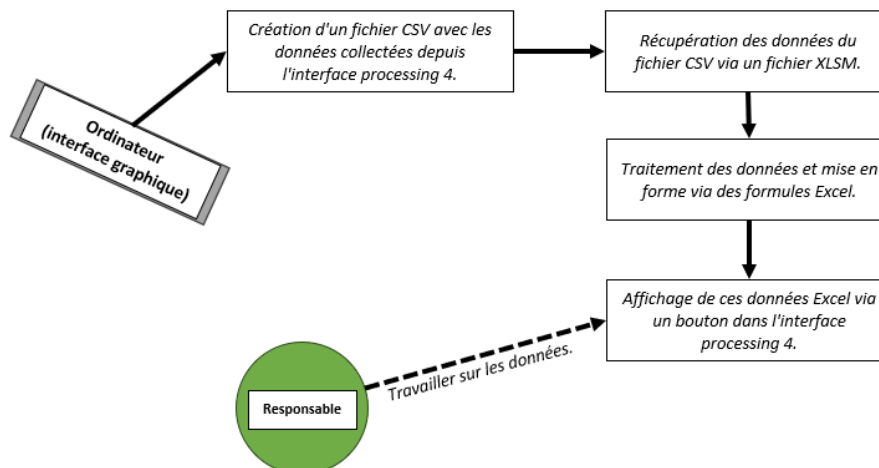 Création d'un fichier CSV avec les
données collectées depuis
l'interface processing 4.
Récupération des données du
fichier CSV via un fichier XLSM.
Ordinateur
(interface graphique)
Traitement des données et mise en
forme via des formules Excel.
Affichage de ces données Excel via
un bouton dans l'interface
processing 4.
Travailler sur les données.
Responsable